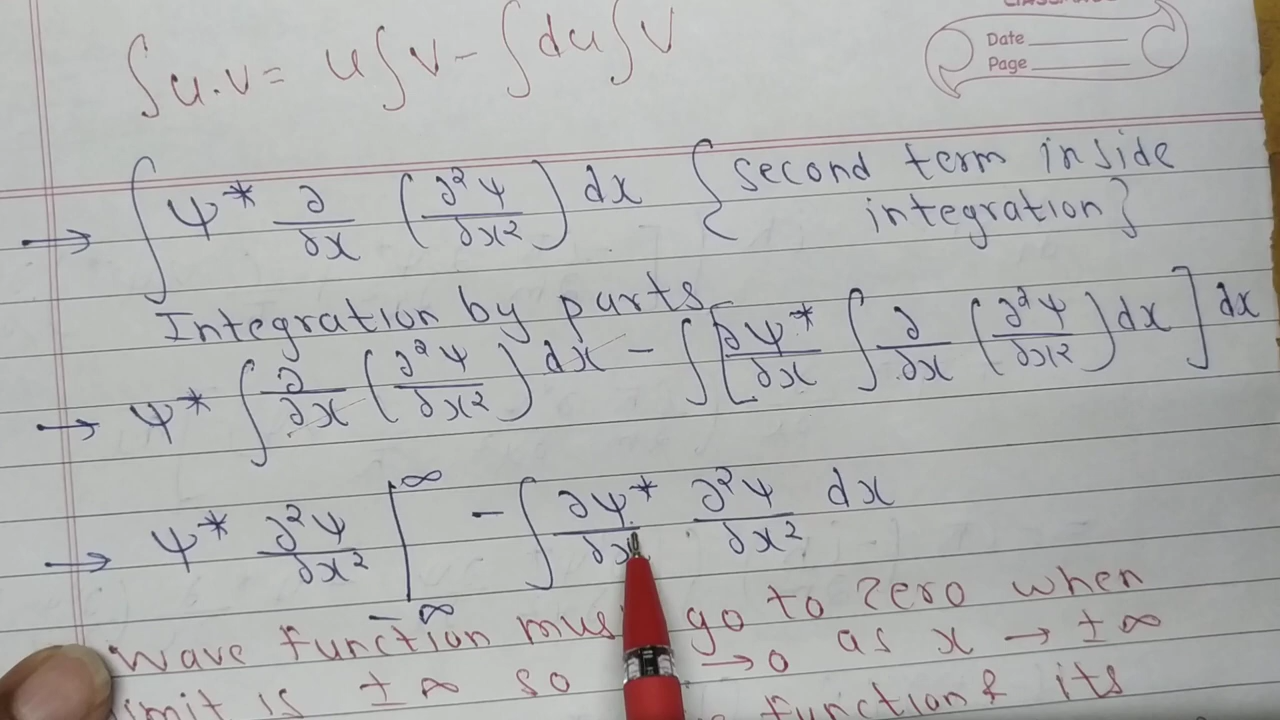 Date
Page
∫u.v = u∫v - ∫du∫v
→ ∫ψ* ∂/∂x (∂²ψ/∂x²) dx {second term inside
integration}
Integration by parts
→ ψ* ∫ ∂/∂x (∂²ψ/∂x²) dx - ∫[∂ψ*/∂x ∫ ∂/∂x (∂²ψ/∂x²) dx] dx
→ ψ* ∂²ψ/∂x² |^∞_-∞ - ∫ ∂ψ*/∂x ∂²ψ/∂x² dx
wave function must go to zero when
limit is ±∞ so →0 as x → ±∞
function & its